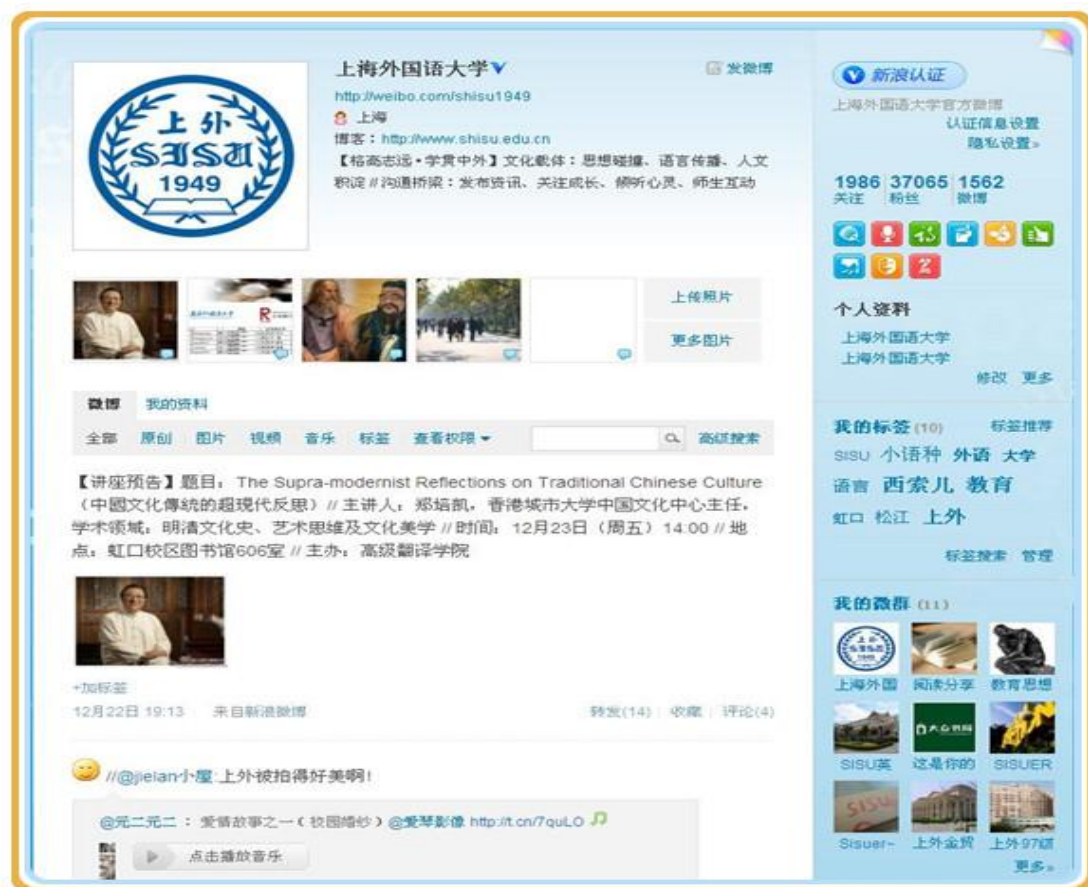 上外
SISU
1949
上海外国语大学
发微博
http://weibo.com/shisu1949
上海
博客：http://www.shisu.edu.cn
【格高志远·学贯中外】文化载体：思想碰撞、语言传播、人文
积淀//沟通桥梁：发布资讯、关注成长、倾听心灵、师生互动
上传照片
更多图片
微博 我的资料
全部 原创 图片 视频 音乐 标签 查看权限 高级搜索
【讲座预告】题目：The Supra-modernist Reflections on Traditional Chinese Culture
（中國文化傳統的超現代反思）//主讲人：郑培凯，香港城市大学中国文化中心主任，
学术领域：明清文化史、艺术思维及文化美学//时间：12月23日（周五）14:00//地
点：虹口校区图书馆606室//主办：高级翻译学院
+加标签
12月22日 19:13 来自新浪微博 转发(14) 收藏 评论(4)
//@jielan小屋:上外被拍得好美啊!
@元二元二：爱情故事之一(校园婚纱)@爱琴影像 http://t.cn/7quLO
点击播放音乐
新浪认证
上海外国语大学官方微博
认证信息设置
隐私设置»
1986 37065 1562
关注 粉丝 微博
个人资料
上海外国语大学
上海外国语大学
修改 更多
我的标签(10) 标签推荐
SISU 小语种 外语 大学
语言 西索儿 教育
虹口 松江 上外
标签搜索 管理
我的微群(11)
上海外国 阅读分享 教育思想
SISU英 这是你的 SISUER
Sisuer~ 上外金贸 上外97级
更多»